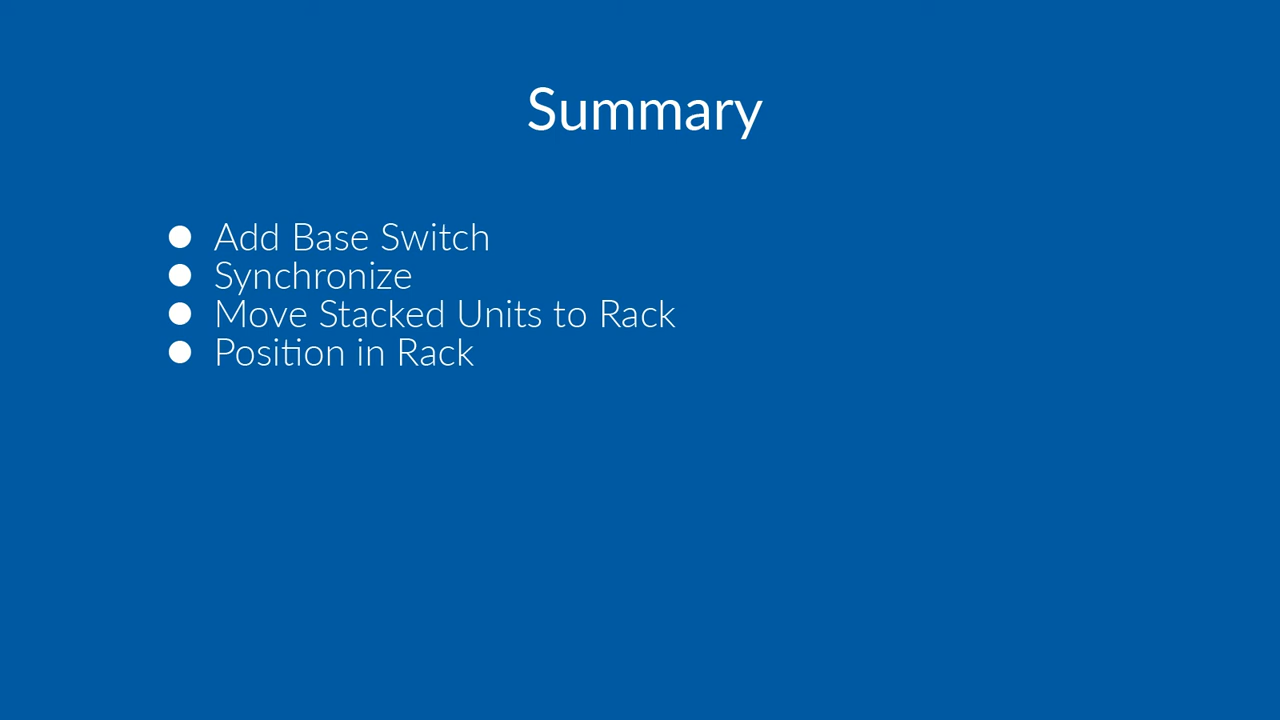 Summary
● Add Base Switch
● Synchronize
● Move Stacked Units to Rack
● Position in Rack